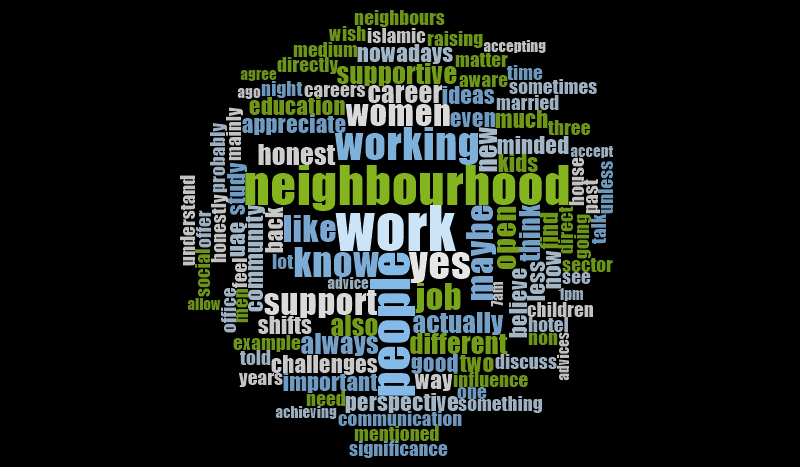 neighbours
wish islamic raising accepting
medium nowadays matter
directly supportive aware time
agree
ago night careers career ideas sometimes
education women married
appreciate even much three
mainly
probably
honest working new minded accept
kids
neighbourhood
house
past
unless
understand
honestly
study
uae
offer
social
community
back
like work maybe open think find direct going talk
feel
lot know yes now sector
people
advice
7am
believe less see
1pm
allow
office
men
support job children
shifts also actually hotel
example always different non
advices
told challenges good two discuss
years important way influence
need perspective one something
achieving communication
mentioned
significance